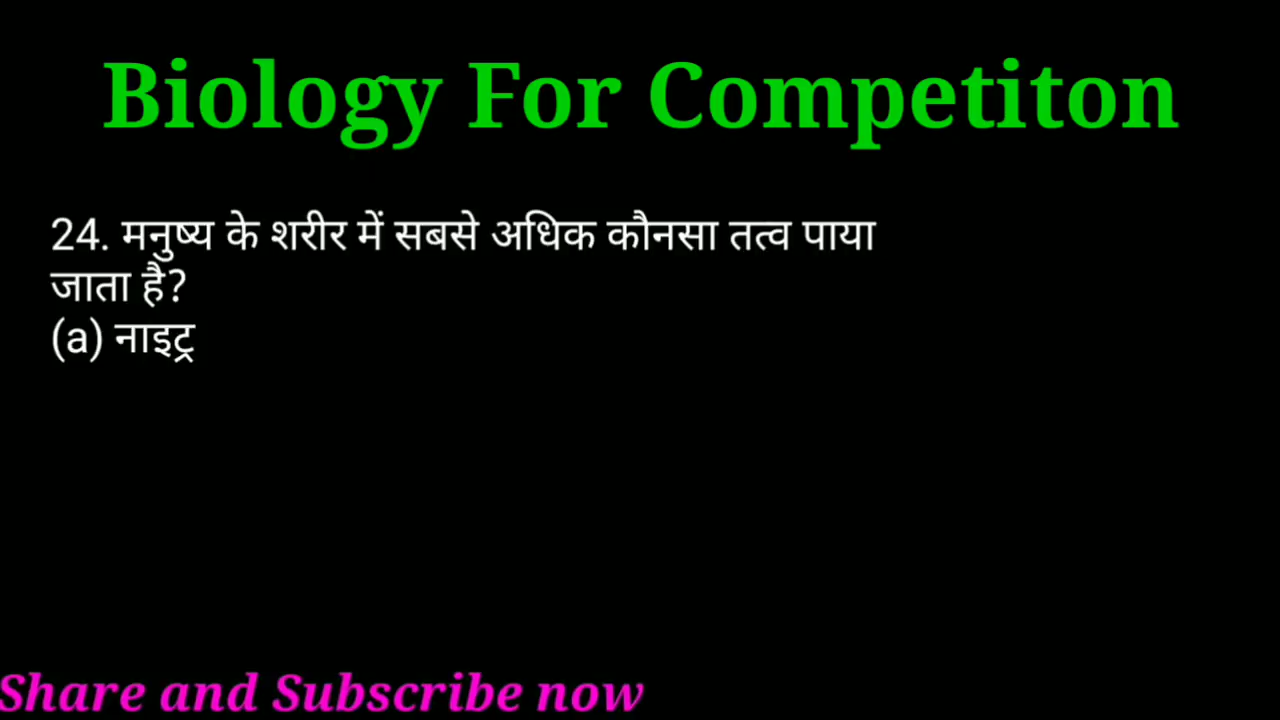 Biology For Competiton
24. मनुष्य के शरीर में सबसे अधिक कौनसा तत्व पाया
जाता है?
(a) नाइट्र
Share and Subscribe now